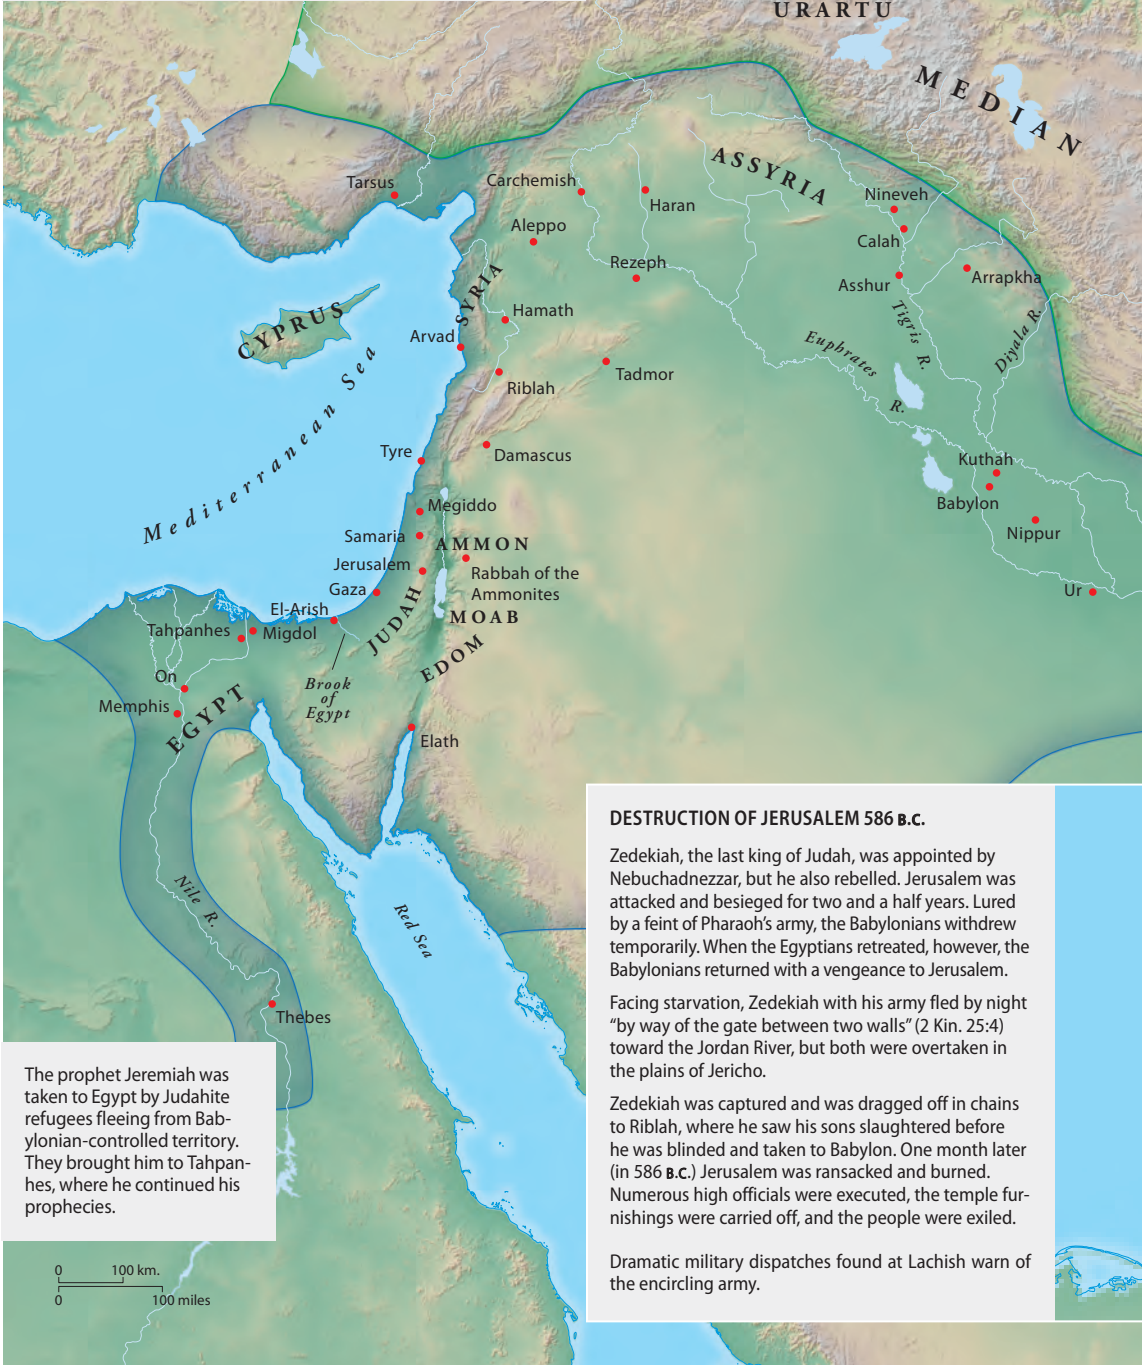 URARTU
MEDIAN
ASSYRIA
Tarsus
Carchemish
Haran
Nineveh
Aleppo
Calah
Rezeph
Asshur
Arrapkha
SYRIA
Hamath
CYPRUS
Arvad
Tigris R.
Diyala R.
Euphrates
R.
Mediterranean Sea
Riblah
Tadmor
Tyre
Damascus
Kuthah
Babylon
Megiddo
Nippur
Samaria
AMMON
Jerusalem
Rabbah of the
Ammonites
Gaza
Ur
El-Arish
JUDAH
MOAB
Tahpanhes
Migdol
EDOM
On
Brook
of
Egypt
Memphis
EGYPT
Elath
Nile R.
Red Sea
Thebes
DESTRUCTION OF JERUSALEM 586 B.C.
Zedekiah, the last king of Judah, was appointed by
Nebuchadnezzar, but he also rebelled. Jerusalem was
attacked and besieged for two and a half years. Lured
by a feint of Pharaoh’s army, the Babylonians withdrew
temporarily. When the Egyptians retreated, however, the
Babylonians returned with a vengeance to Jerusalem.
Facing starvation, Zedekiah with his army fled by night
“by way of the gate between two walls” (2 Kin. 25:4)
toward the Jordan River, but both were overtaken in
the plains of Jericho.
Zedekiah was captured and was dragged off in chains
to Riblah, where he saw his sons slaughtered before
he was blinded and taken to Babylon. One month later
(in 586 B.C.) Jerusalem was ransacked and burned.
Numerous high officials were executed, the temple fur-
nishings were carried off, and the people were exiled.
Dramatic military dispatches found at Lachish warn of
the encircling army.
The prophet Jeremiah was
taken to Egypt by Judahite
refugees fleeing from Bab-
ylonian-controlled territory.
They brought him to Tahpan-
hes, where he continued his
prophecies.
0 100 km.
0 100 miles